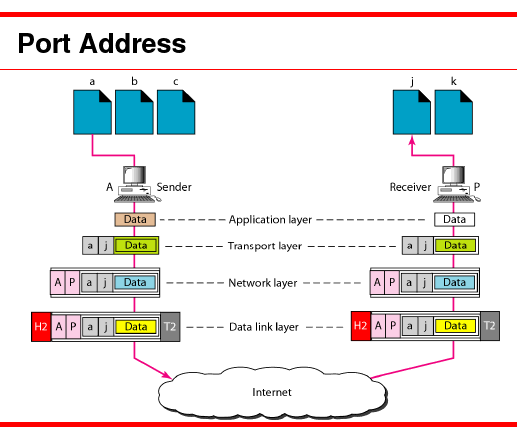 Port Address
a b c j k
A Sender Receiver P
Data Application layer Data
a j Data Transport layer a j Data
A P a j Data Network layer A P a j Data
H2 A P a j Data T2 Data link layer H2 A P a j Data T2
Internet